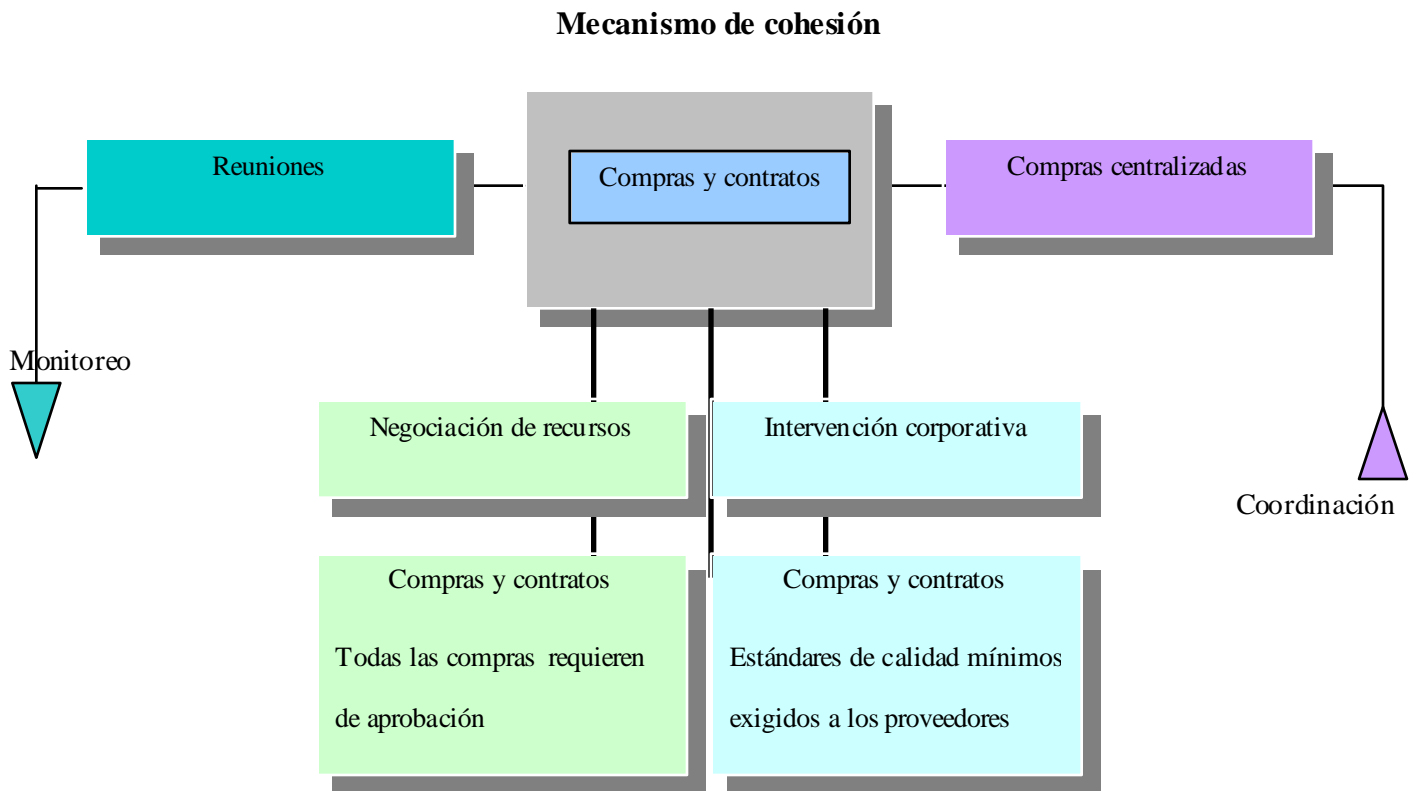 Mecanismo de cohesión
Reuniones
Compras y contratos
Compras centralizadas
Monitoreo
Negociación de recursos
Intervención corporativa
Coordinación
Compras y contratos
Todas las compras requieren
de aprobación
Compras y contratos
Estándares de calidad mínimos
exigidos a los proveedores